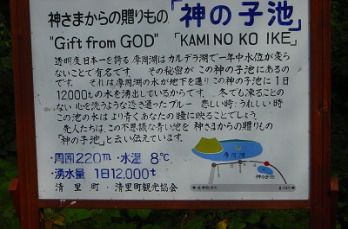 神さまからの贈りもの「神の子池」
"Gift from GOD" 「KAMI NO KO IKE」
透明度日本一を誇る摩周湖はカルデラ湖で一年中水位が変ら
ないことで有名です。 その秘密が この神の子池にあるの
です。 それは摩周湖の水が地下を通り この神の子池に 1日
12000tの水を湧出しているからです。 冬でも凍ることの
ない 心を洗うような透き通ったブルー 悲しい時・うれしい時
この池の水は より青くあなたの瞳に映ることでしょう。
先人たちは、この不思議な青い池を 神さまからの贈りもの
「神の子池」と云い伝えています。
・周囲220m ・水温 8℃
・湧水量 1日12,000t
清里町・清里町観光協会
摩周湖
神の子池